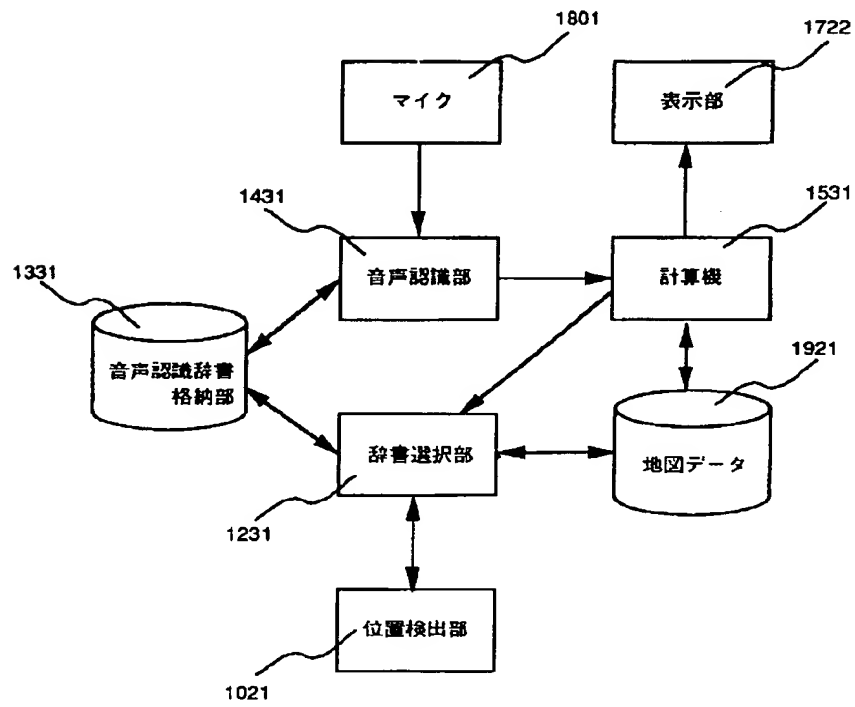 1801
1722
マイク
表示部
1431
1531
1331
音声認識部
計算機
1921
音声認識辞書
格納部
辞書選択部
地図データ
1231
位置検出部
1021